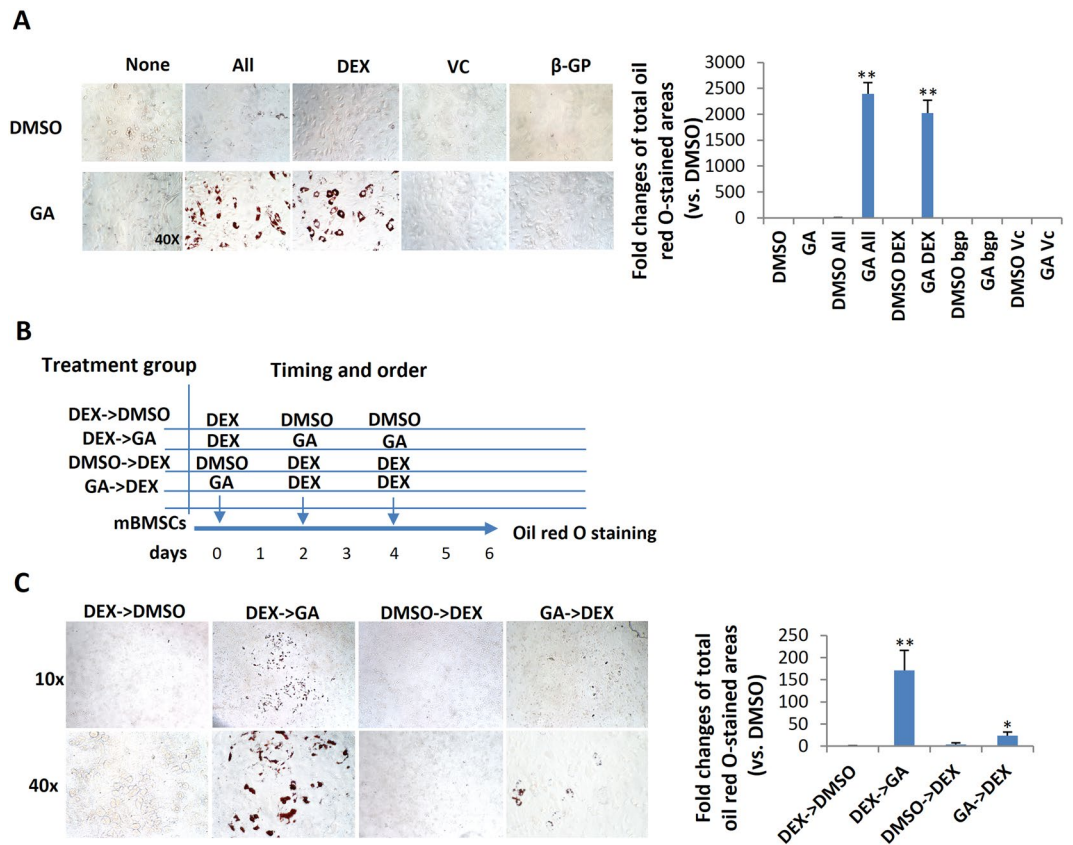 A
None All DEX VC β-GP
DMSO
GA
40X
Fold changes of total oil
red O-stained areas
(vs. DMSO)
3000
2500
2000
1500
1000
500
0
** **
DMSO
GA
DMSO All
GA All
DMSO DEX
GA DEX
DMSO bgp
GA bgp
DMSO Vc
GA Vc
B
Treatment group Timing and order
DEX->DMSO DEX DMSO DMSO
DEX->GA DEX GA GA
DMSO->DEX DMSO DEX DEX
GA->DEX GA DEX DEX
mBMSCs Oil red O staining
days 0 1 2 3 4 5 6
C
DEX->DMSO DEX->GA DMSO->DEX GA->DEX
10x
40x
Fold changes of total
oil red O-stained areas
(vs. DMSO)
250
200
150
100
50
0
** *
DEX->DMSO
DEX->GA
DMSO->DEX
GA->DEX